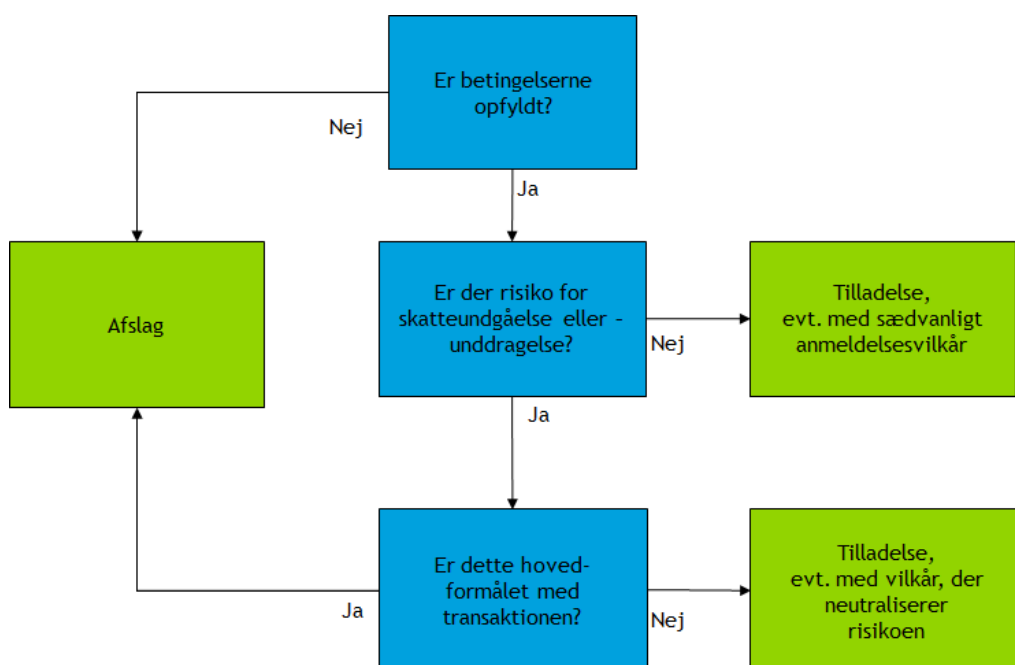 Er betingelserne
opfyldt?
Nej
Ja
Afslag
Er der risiko for
skatteundgåelse eller –
unddragelse?
Nej
Tilladelse,
evt. med sædvanligt
anmeldelsesvilkår
Ja
Er dette hoved-
formålet med
transaktionen?
Ja
Nej
Tilladelse,
evt. med vilkår, der
neutraliserer
risikoen